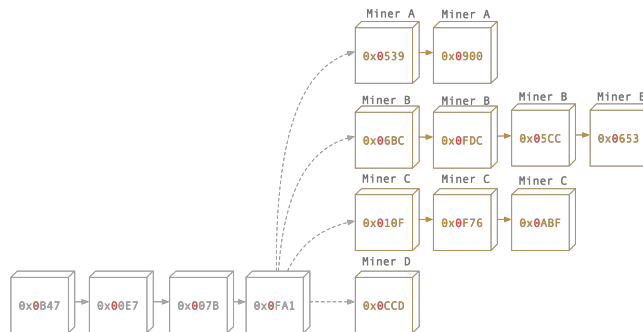 Miner A Miner A
0x0539 0x0900
Miner B Miner B Miner B Miner B
0x06BC 0x0FDC 0x05CC 0x0653
Miner C Miner C Miner C
0x010F 0x0F76 0x0ABF
Miner D
0x0B47 0x00E7 0x007B 0x0FA1 0x0CCD